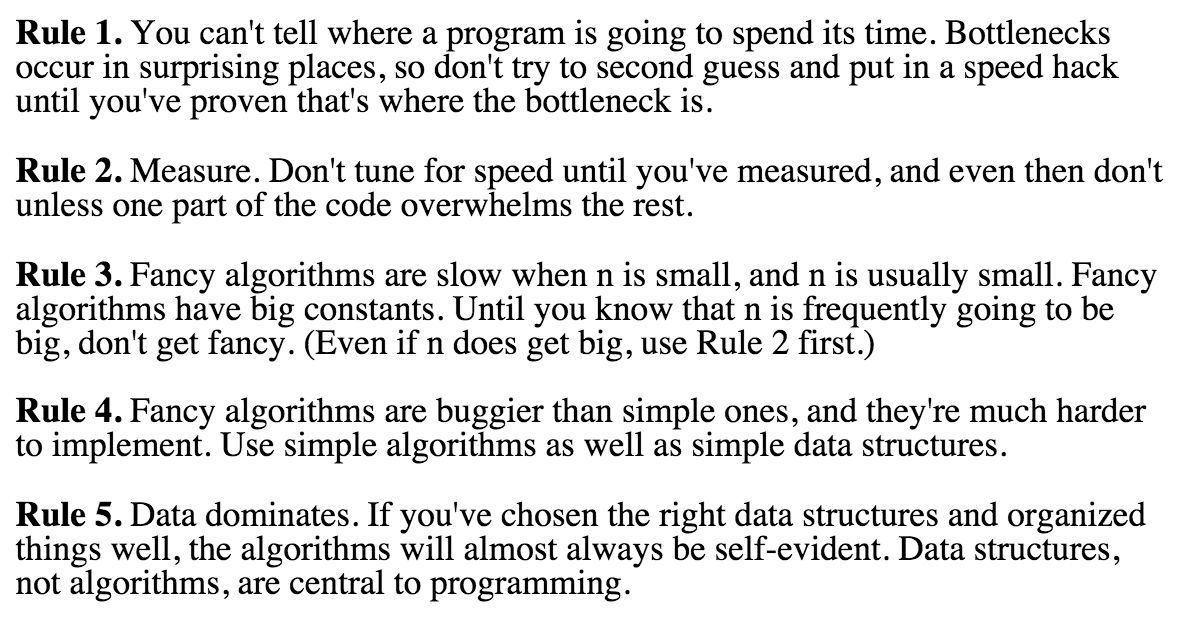 Rule 1. You can't tell where a program is going to spend its time. Bottlenecks
occur in surprising places, so don't try to second guess and put in a speed hack
until you've proven that's where the bottleneck is.
Rule 2. Measure. Don't tune for speed until you've measured, and even then don't
unless one part of the code overwhelms the rest.
Rule 3. Fancy algorithms are slow when n is small, and n is usually small. Fancy
algorithms have big constants. Until you know that n is frequently going to be
big, don't get fancy. (Even if n does get big, use Rule 2 first.)
Rule 4. Fancy algorithms are buggier than simple ones, and they're much harder
to implement. Use simple algorithms as well as simple data structures.
Rule 5. Data dominates. If you've chosen the right data structures and organized
things well, the algorithms will almost always be self-evident. Data structures,
not algorithms, are central to programming.